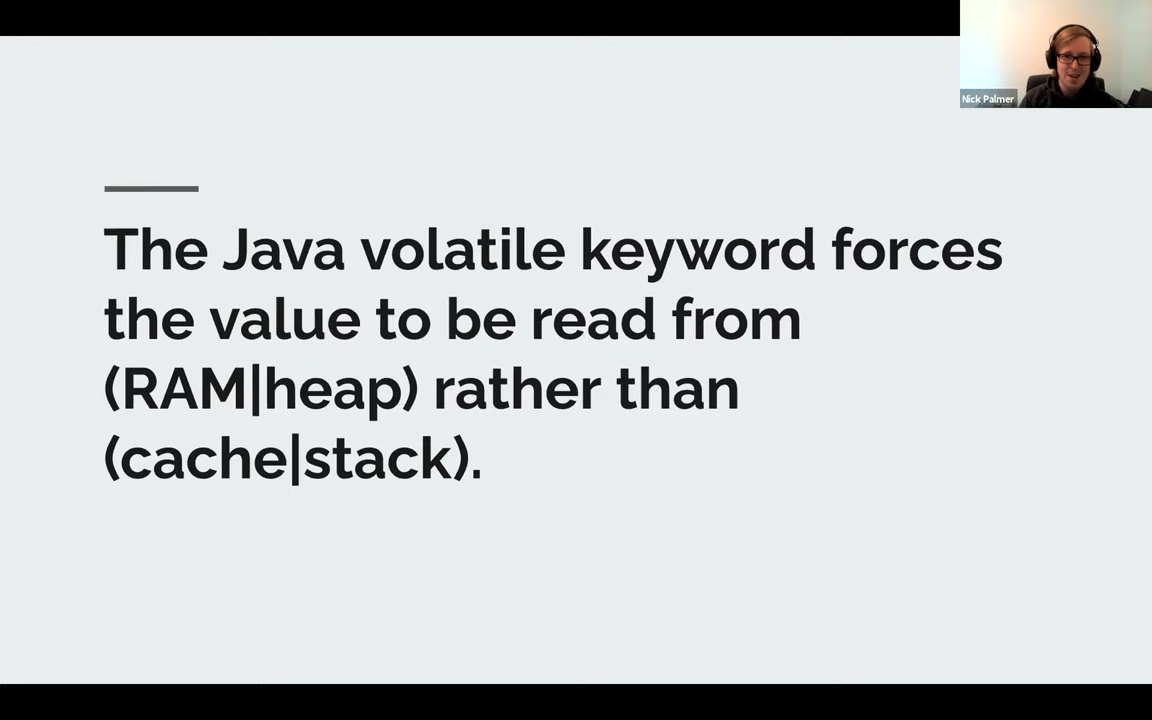 Nick Palmer
The Java volatile keyword forces
the value to be read from
(RAM|heap) rather than
(cache|stack).